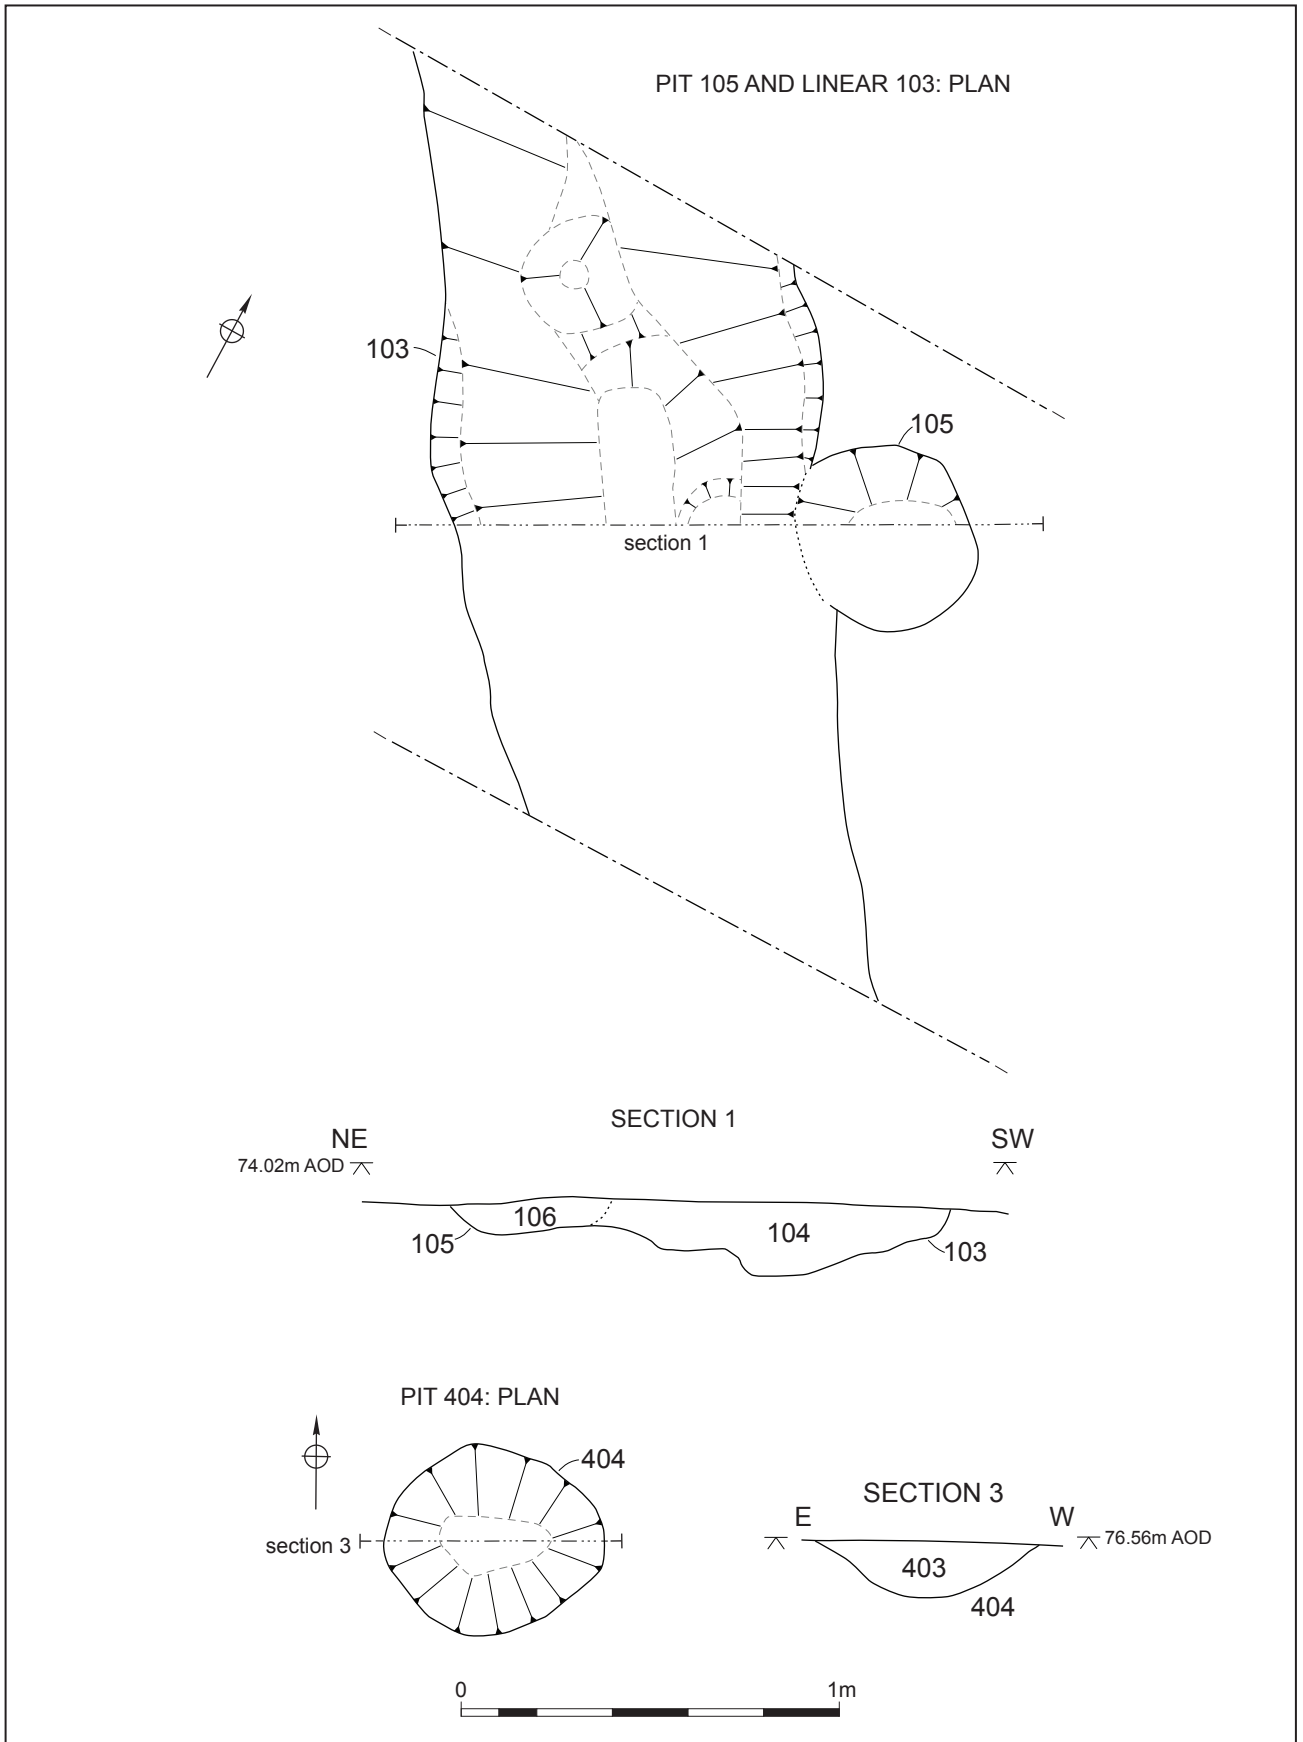 PIT 105 AND LINEAR 103: PLAN
103
105
section 1
SECTION 1
NE
SW
74.02m AOD
106
104
105
103
PIT 404: PLAN
404
section 3
SECTION 3
E
W
76.56m AOD
403
404
0
1m